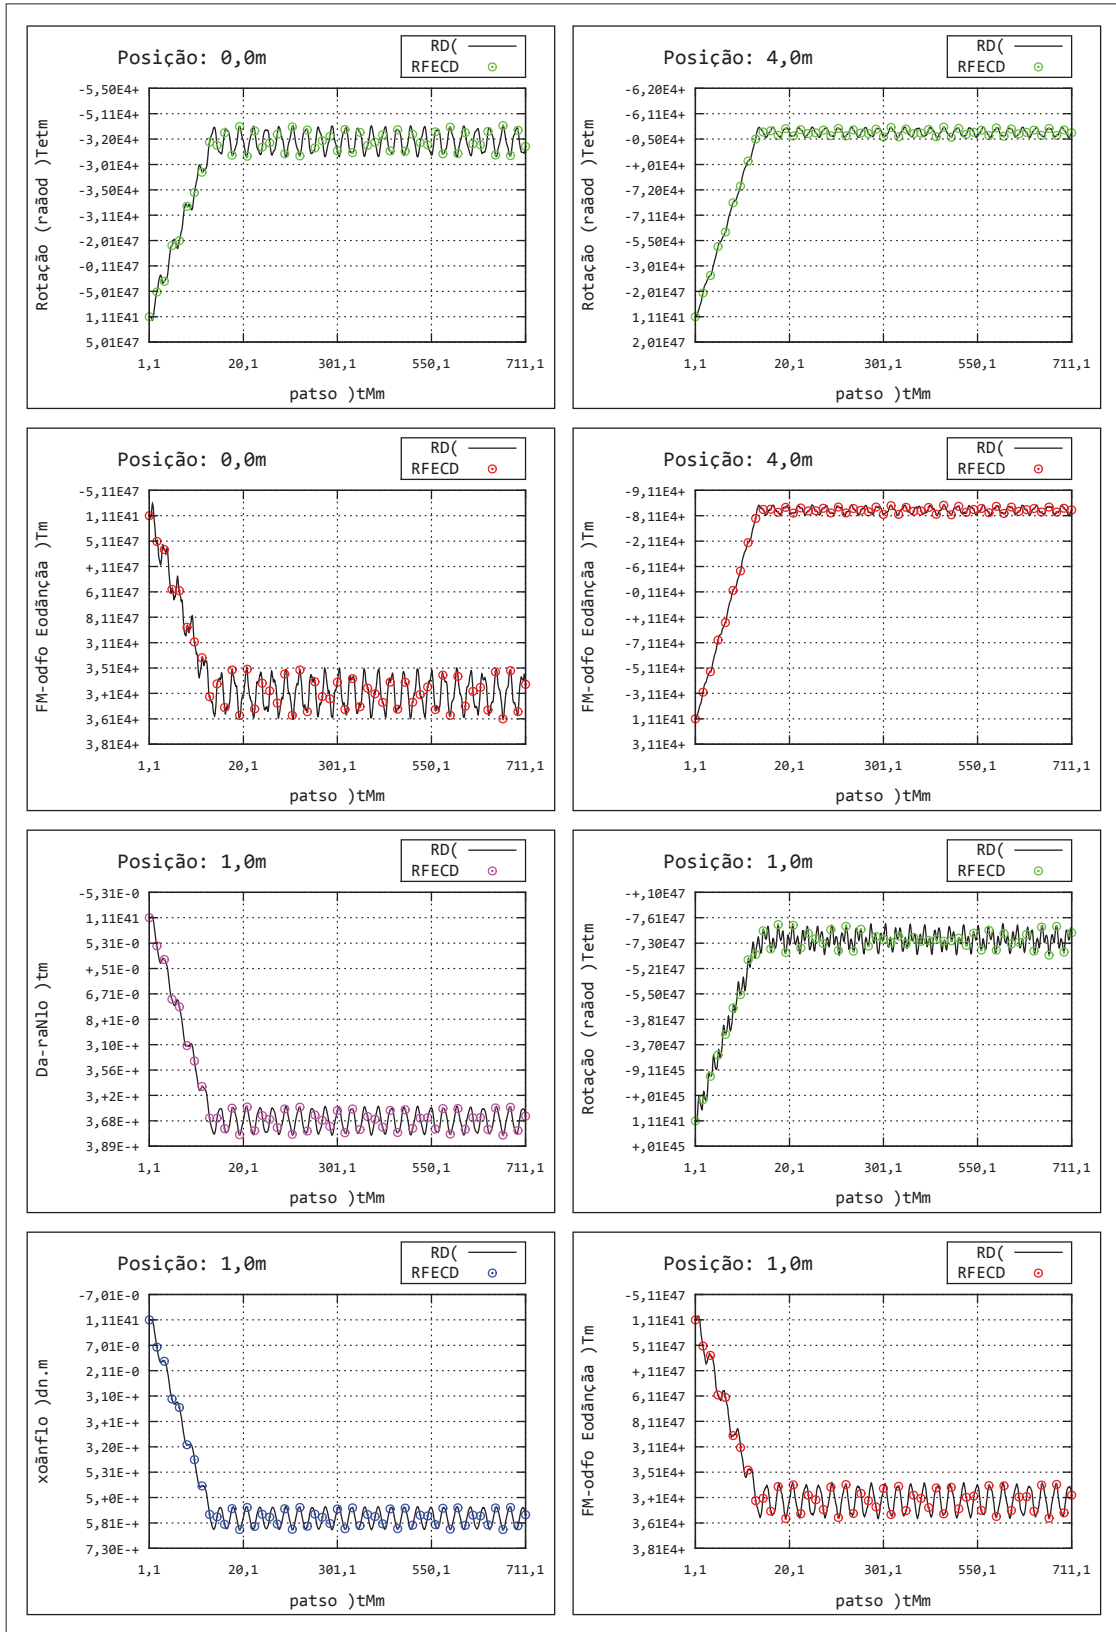 Posição: 0,0m
RD(
RFECD
-5,50E4+
-5,11E4+
-3,20E4+
-3,01E4+
-3,50E4+
-3,11E4+
-2,01E47
-0,11E47
-5,01E47
1,11E41
5,01E47
Rotação (raãod )Tetm
1,1 20,1 301,1 550,1 711,1
patso )tMm
Posição: 4,0m
RD(
RFECD
-6,20E4+
-6,11E4+
-0,50E4+
-+,01E4+
-7,20E4+
-7,11E4+
-5,50E4+
-3,01E4+
-2,01E47
1,11E41
2,01E47
Rotação (raãod )Tetm
1,1 20,1 301,1 550,1 711,1
patso )tMm
Posição: 0,0m
RD(
RFECD
-5,11E47
1,11E41
5,11E47
+,11E47
6,11E47
8,11E47
3,11E4+
3,51E4+
3,+1E4+
3,61E4+
3,81E4+
FM-odfo Eodãnçãa )Tm
1,1 20,1 301,1 550,1 711,1
patso )tMm
Posição: 4,0m
RD(
RFECD
-9,11E4+
-8,11E4+
-2,11E4+
-6,11E4+
-0,11E4+
-+,11E4+
-7,11E4+
-5,11E4+
-3,11E4+
1,11E41
3,11E4+
FM-odfo Eodãnçãa )Tm
1,1 20,1 301,1 550,1 711,1
patso )tMm
Posição: 1,0m
RD(
RFECD
-5,31E-0
1,11E41
5,31E-0
+,51E-0
6,71E-0
8,+1E-0
3,10E-+
3,56E-+
3,+2E-+
3,68E-+
3,89E-+
Da-raNlo )tm
1,1 20,1 301,1 550,1 711,1
patso )tMm
Posição: 1,0m
RD(
RFECD
-+,10E47
-7,61E47
-7,30E47
-5,21E47
-5,50E47
-3,81E47
-3,70E47
-9,11E45
-+,01E45
1,11E41
+,01E45
Rotação (raãod )Tetm
1,1 20,1 301,1 550,1 711,1
patso )tMm
Posição: 1,0m
RD(
RFECD
-7,01E-0
1,11E41
7,01E-0
2,11E-0
3,10E-+
3,+1E-+
3,20E-+
5,31E-+
5,+0E-+
5,81E-+
7,30E-+
xoãnflo )dn.m
1,1 20,1 301,1 550,1 711,1
patso )tMm
Posição: 1,0m
RD(
RFECD
-5,11E47
1,11E41
5,11E47
+,11E47
6,11E47
8,11E47
3,11E4+
3,51E4+
3,+1E4+
3,61E4+
3,81E4+
FM-odfo Eodãnçãa )Tm
1,1 20,1 301,1 550,1 711,1
patso )tMm